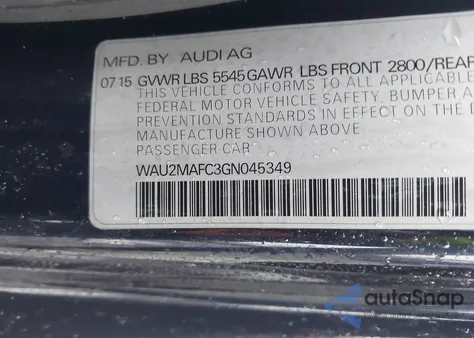 MFD. BY AUDI AG
07 15 GVWR LBS 5545 GAWR LBS FRONT 2800/REAR
THIS VEHICLE CONFORMS TO ALL APPLICABLE
FEDERAL MOTOR VEHICLE SAFETY, BUMPER A
PREVENTION STANDARDS IN EFFECT ON THE
MANUFACTURE SHOWN ABOVE
PASSENGER CAR
WAU2MAFC3GN045349
autoSnap